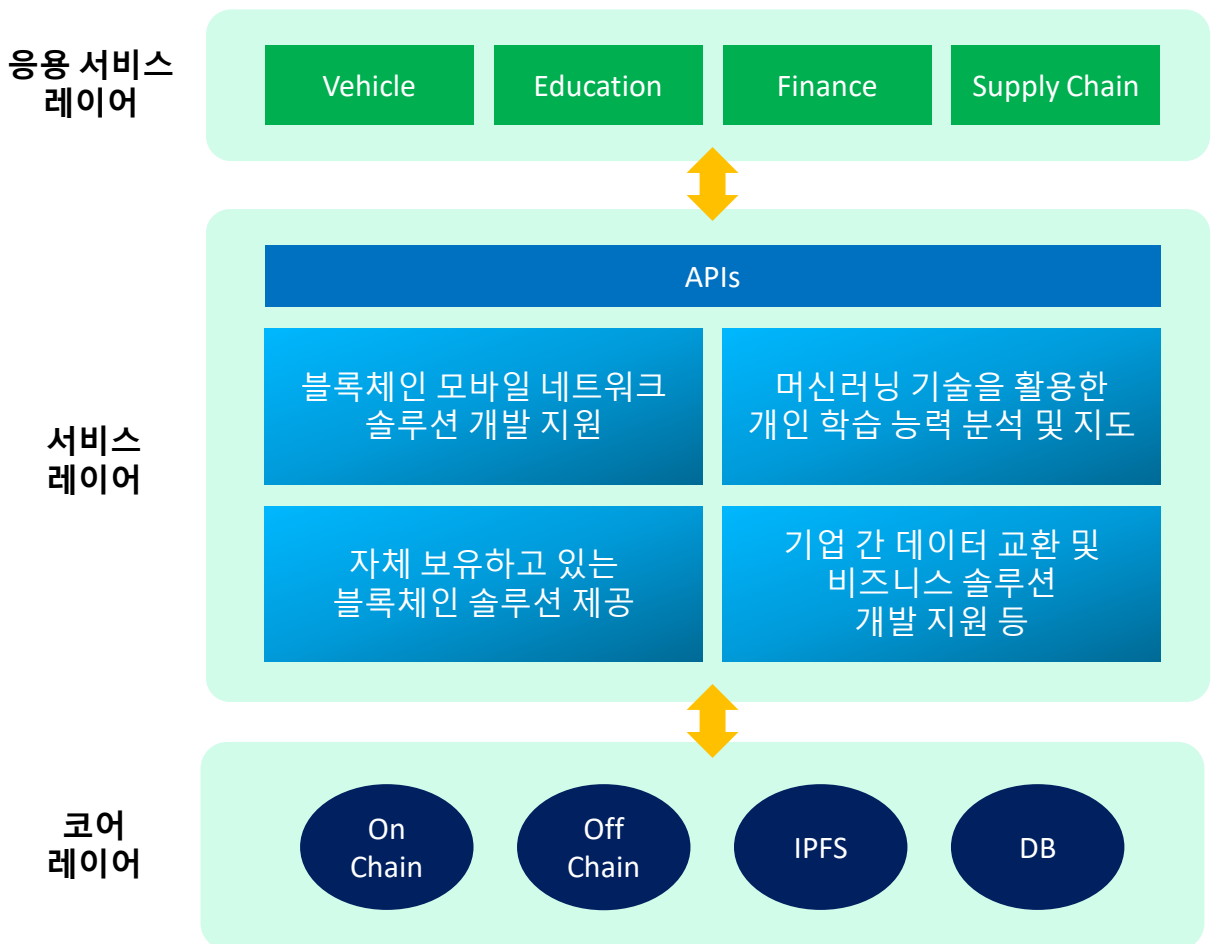 응용 서비스
레이어
Vehicle
Education
Finance
Supply Chain
서비스
레이어
APIs
블록체인 모바일 네트워크
솔루션 개발 지원
머신러닝 기술을 활용한
개인 학습 능력 분석 및 지도
자체 보유하고 있는
블록체인 솔루션 제공
기업 간 데이터 교환 및
비즈니스 솔루션
개발 지원 등
코어
레이어
On
Chain
Off
Chain
IPFS
DB